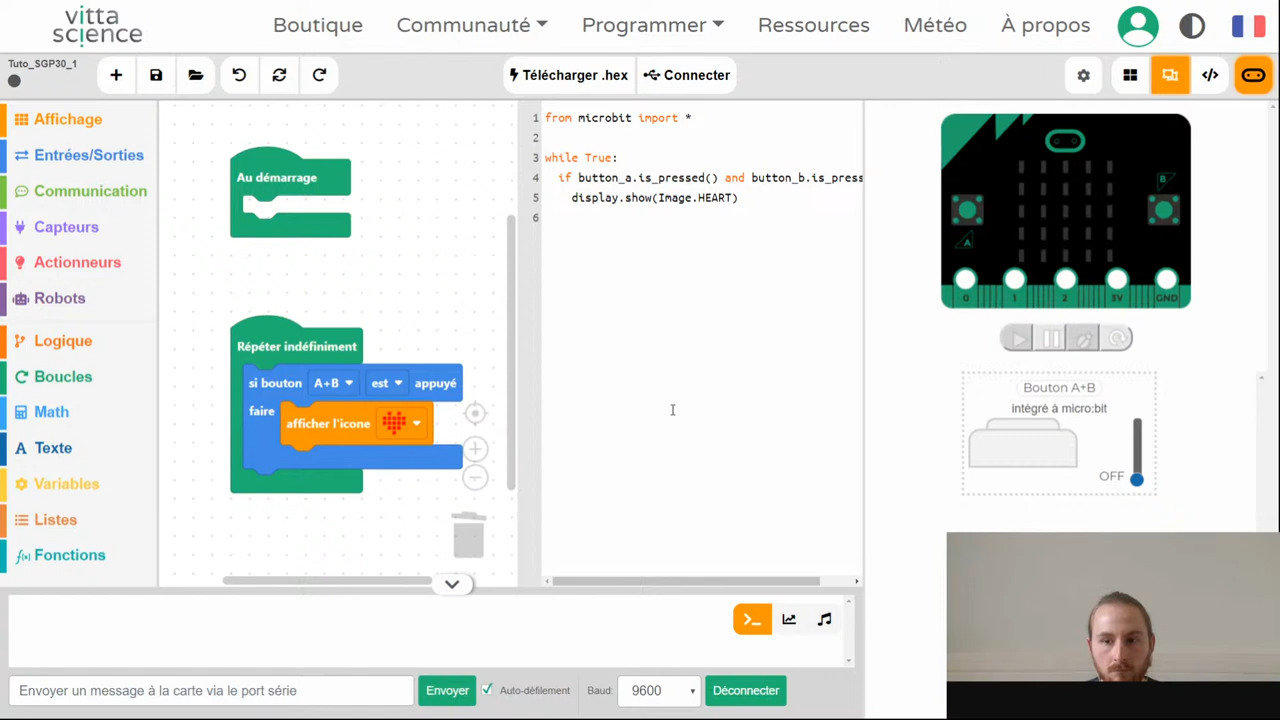 vitta
science
Boutique
Communauté
Programmer
Ressources
Météo
À propos
Tuto_SGP30_1
Télécharger .hex
Connecter
Affichage
Entrées/Sorties
Communication
Capteurs
Actionneurs
Robots
Logique
Boucles
Math
A Texte
Variables
Listes
f(x) Fonctions
Au démarrage
Répéter indéfiniment
si bouton A+B est appuyé
faire afficher l'icone
1 from microbit import *
2
3 while True:
4 if button_a.is_pressed() and button_b.is_press
5 display.show(Image.HEART)
6
B
A
0 1 2 3V GND
Bouton A+B
intégré à micro:bit
OFF
Envoyer un message à la carte via le port série
Envoyer
Auto-défilement
Baud:
9600
Déconnecter